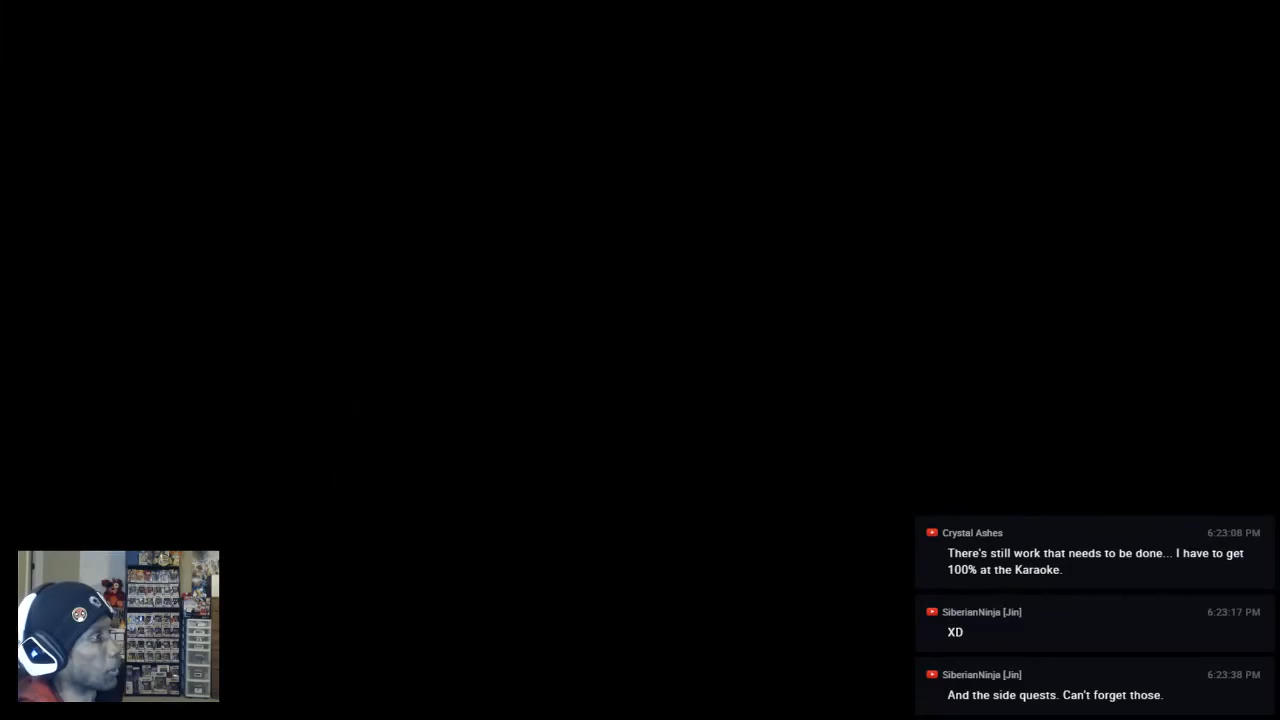 Crystal Ashes 6:23:08 PM
There's still work that needs to be done... I have to get
100% at the Karaoke.
SiberianNinja [Jin] 6:23:17 PM
XD
SiberianNinja [Jin] 6:23:38 PM
And the side quests. Can't forget those.